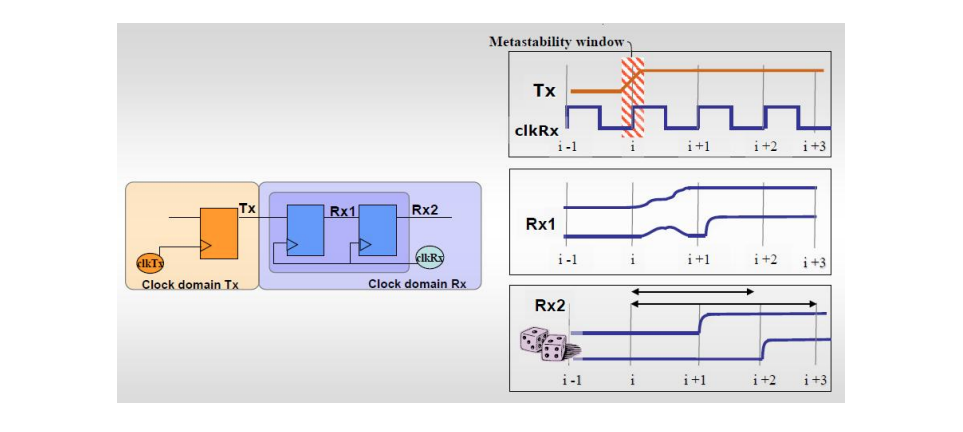 Metastability window
Tx
clkRx
i -1 i i +1 i +2 i +3
Tx Rx1 Rx2
clkTx clkRx
Clock domain Tx Clock domain Rx
Rx1
i -1 i i +1 i +2 i +3
Rx2
i -1 i i +1 i +2 i +3